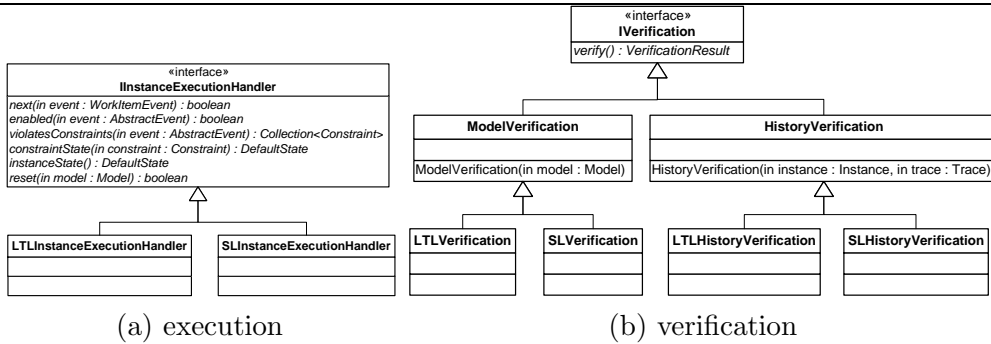 «interface»
IInstanceExecutionHandler
next(in event : WorkItemEvent) : boolean
enabled(in event : AbstractEvent) : boolean
violatesConstraints(in event : AbstractEvent) : Collection<Constraint>
constraintState(in constraint : Constraint) : DefaultState
instanceState() : DefaultState
reset(in model : Model) : boolean
LTLInstanceExecutionHandler
SLInstanceExecutionHandler
(a) execution
«interface»
IVerification
verify() : VerificationResult
ModelVerification
ModelVerification(in model : Model)
HistoryVerification
HistoryVerification(in instance : Instance, in trace : Trace)
LTLVerification
SLVerification
LTLHistoryVerification
SLHistoryVerification
(b) verification